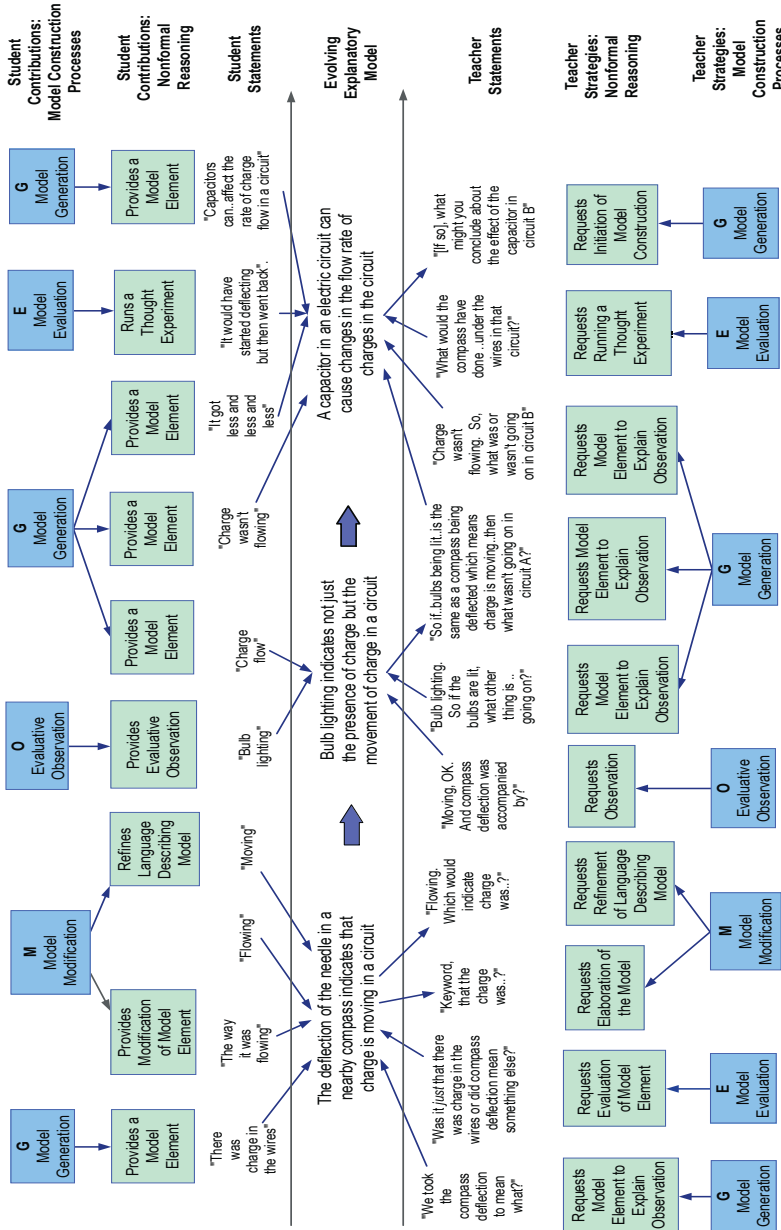 Student
Contributions:
Model Construction
Processes
G
Model
Generation
M
Model
Modification
O
Evaluative
Observation
G
Model
Generation
E
Model
Evaluation
G
Model
Generation
Student
Contributions:
Nonformal
Reasoning
Provides a
Model
Element
Provides
Modification
of Model
Element
Refines
Language
Describing
Model
Provides
Evaluative
Observation
Provides a
Model
Element
Provides a
Model
Element
Provides a
Model
Element
Runs a
Thought
Experiment
Provides a
Model
Element
Student
Statements
"There
was
charge in
the wires"
"The way
it was
flowing"
"Flowing"
"Moving"
"Bulb
lighting"
"Charge
flow"
"Charge
wasn't
flowing"
"It got
less and
less and
less"
"It would have
started deflecting
but then went back".
"Capacitors
can..affect the
rate of charge
flow in a circuit"
Evolving
Explanatory
Model
The deflection of the needle in a
nearby compass indicates that
charge is moving in a circuit
Bulb lighting indicates not just
the presence of charge but the
movement of charge in a circuit
A capacitor in an electric circuit can
cause changes in the flow rate of
charges in the circuit
Teacher
Statements
"We took
the
compass
deflection
to mean
what?"
"Was it just that there
was charge in the
wires or did compass
deflection mean
something else?"
"Keyword,
that the
charge
was..?"
"Flowing.
Which would
indicate
charge
was..?"
"Moving, OK.
And compass
deflection was
accompanied
by?"
"Bulb lighting.
So if the
bulbs are lit,
what other
thing is ..
going on?"
"So if..bulbs being lit..is the
same as a compass being
deflected which means
charge is moving..then
what wasn't going on in
circuit A?"
"Charge
wasn't
flowing. So,
what was or
wasn't going
on in circuit B"
"What would the
compass have
done ..under the
wires in that
circuit?"
"[If so], what
might you
conclude about
the effect of the
capacitor in
circuit B"
Teacher
Strategies:
Nonformal
Reasoning
Requests
Model
Element to
Explain
Observation
Requests
Evaluation
of Model
Element
Requests
Elaboration of
the Model
Requests
Refinement
of Language
Describing
Model
Requests
Observation
Requests
Model
Element to
Explain
Observation
Requests Model
Element to
Explain
Observation
Requests
Model
Element to
Explain
Observation
Requests
Running a
Thought
Experiment
Requests
Initiation of
Model
Construction
Teacher
Strategies:
Model
Construction
Processes
G
Model
Generation
E
Model
Evaluation
M
Model
Modification
O
Evaluative
Observation
G
Model
Generation
E
Model Evaluation
G
Model
Generation